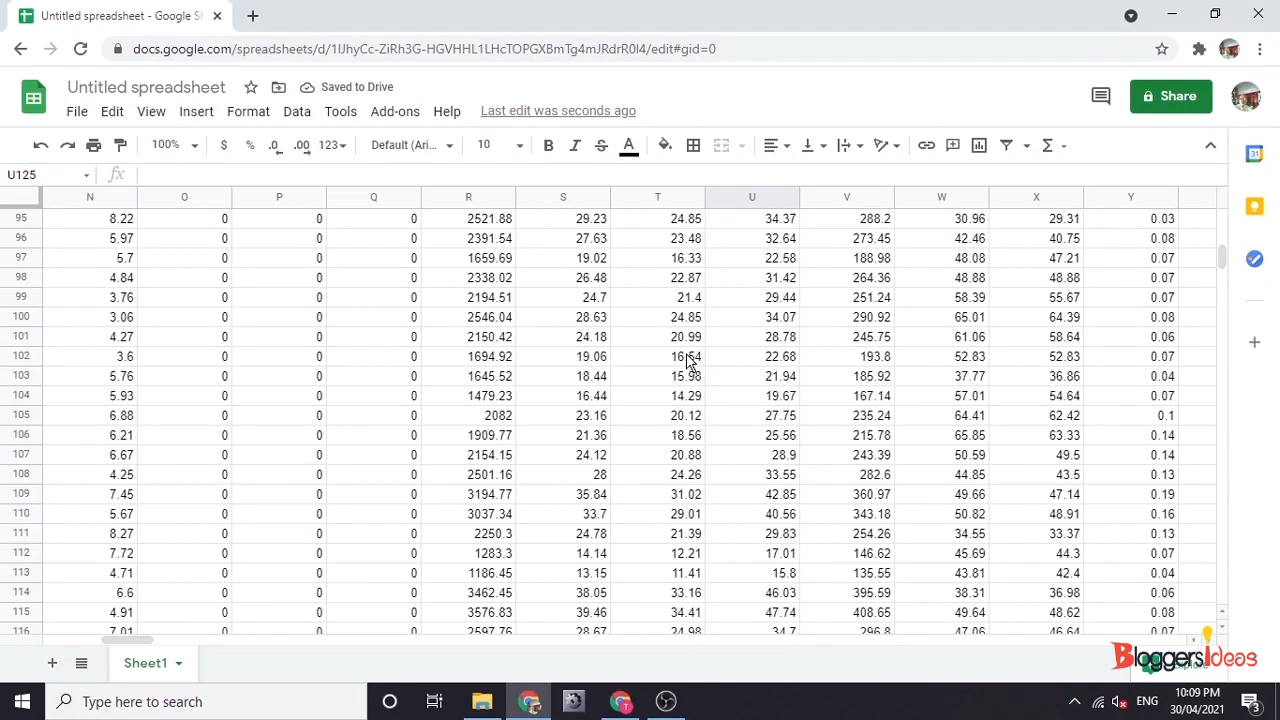 Untitled spreadsheet - Google Sh
docs.google.com/spreadsheets/d/1IJhyCc-ZiRh3G-HGVHHL1LHcTOPGXBmTg4mJRdrR0I4/edit#gid=0
Untitled spreadsheet Saved to Drive
File Edit View Insert Format Data Tools Add-ons Help Last edit was seconds ago
Share
100% $ % .0 .00 123 Default (Ari... 10 B I S A Σ
U125 fx
N O P Q R S T U V W X Y
95 8.22 0 0 0 2521.88 29.23 24.85 34.37 288.2 30.96 29.31 0.03
96 5.97 0 0 0 2391.54 27.63 23.48 32.64 273.45 42.46 40.75 0.08
97 5.7 0 0 0 1659.69 19.02 16.33 22.58 188.98 48.08 47.21 0.07
98 4.84 0 0 0 2338.02 26.48 22.87 31.42 264.36 48.88 48.88 0.07
99 3.76 0 0 0 2194.51 24.7 21.4 29.44 251.24 58.39 55.67 0.07
100 3.06 0 0 0 2546.04 28.63 24.85 34.07 290.92 65.01 64.39 0.08
101 4.27 0 0 0 2150.42 24.18 20.99 28.78 245.75 61.06 58.64 0.06
102 3.6 0 0 0 1694.92 19.06 16.54 22.68 193.8 52.83 52.83 0.07
103 5.76 0 0 0 1645.52 18.44 15.98 21.94 185.92 37.77 36.86 0.04
104 5.93 0 0 0 1479.23 16.44 14.29 19.67 167.14 57.01 54.64 0.07
105 6.88 0 0 0 2082 23.16 20.12 27.75 235.24 64.41 62.42 0.1
106 6.21 0 0 0 1909.77 21.36 18.56 25.56 215.78 65.85 63.33 0.14
107 6.67 0 0 0 2154.15 24.12 20.88 28.9 243.39 50.59 49.5 0.14
108 4.25 0 0 0 2501.16 28 24.26 33.55 282.6 44.85 43.5 0.13
109 7.45 0 0 0 3194.77 35.84 31.02 42.85 360.97 49.66 47.14 0.19
110 5.67 0 0 0 3037.34 33.7 29.01 40.56 343.18 50.82 48.91 0.16
111 8.27 0 0 0 2250.3 24.78 21.39 29.83 254.26 34.55 33.37 0.13
112 7.72 0 0 0 1283.3 14.14 12.21 17.01 146.62 45.69 44.3 0.07
113 4.71 0 0 0 1186.45 13.15 11.41 15.8 135.55 43.81 42.4 0.04
114 6.6 0 0 0 3462.45 38.05 33.16 46.03 395.59 38.31 36.98 0.06
115 4.91 0 0 0 3576.83 39.46 34.41 47.74 408.65 49.64 48.62 0.08
116 7.01 0 0 0 2597.76 28.67 24.98 34.7 296.8 47.06 46.64 0.07
Sheet1
BloggersIdeas
Type here to search
ENG
10:09 PM
30/04/2021
3